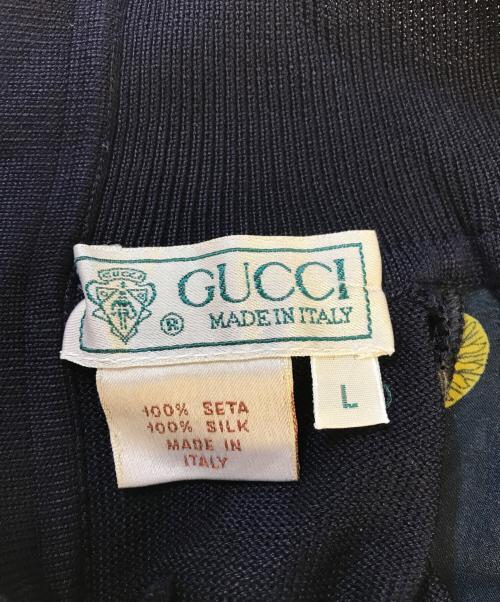 GUCCI
GUCCI
® MADE IN ITALY
L
100% SETA
100% SILK
MADE IN
ITALY